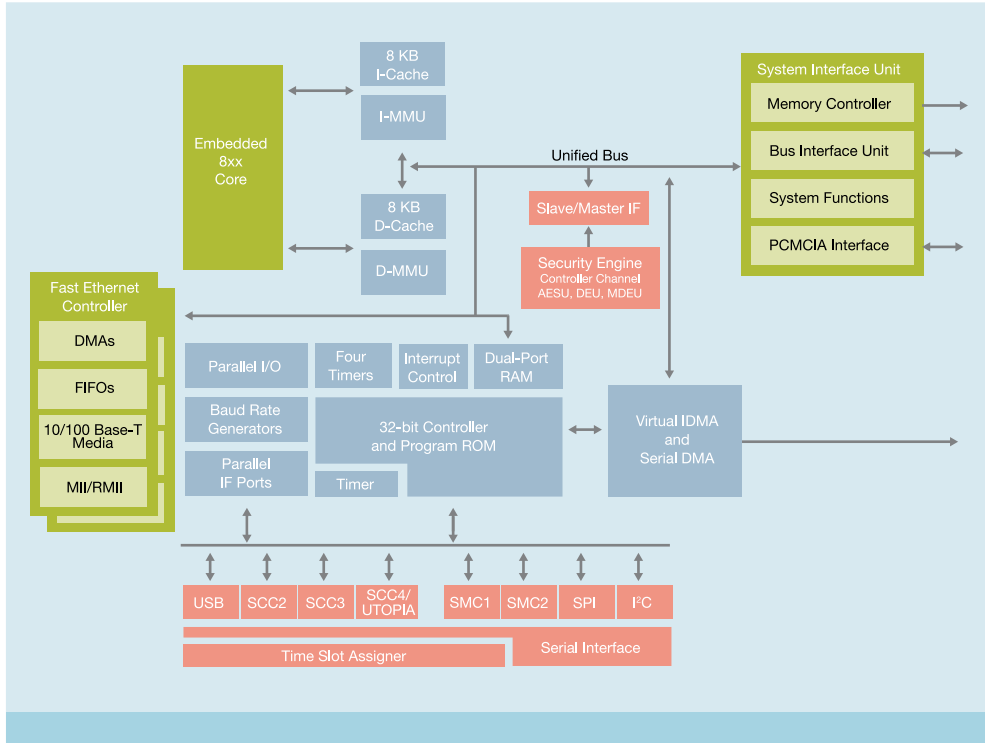 8 KB
I-Cache
I-MMU
Embedded
8xx
Core
8 KB
D-Cache
D-MMU
Unified Bus
Slave/Master IF
Security Engine
Controller Channel
AESU, DEU, MDEU
System Interface Unit
Memory Controller
Bus Interface Unit
System Functions
PCMCIA Interface
Fast Ethernet
Controller
DMAs
FIFOs
10/100 Base-T
Media
MII/RMII
Parallel I/O
Four
Timers
Interrupt
Control
Dual-Port
RAM
Baud Rate
Generators
32-bit Controller
and Program ROM
Parallel
IF Ports
Timer
Virtual IDMA
and
Serial DMA
USB
SCC2
SCC3
SCC4/
UTOPIA
SMC1
SMC2
SPI
I²C
Time Slot Assigner
Serial Interface